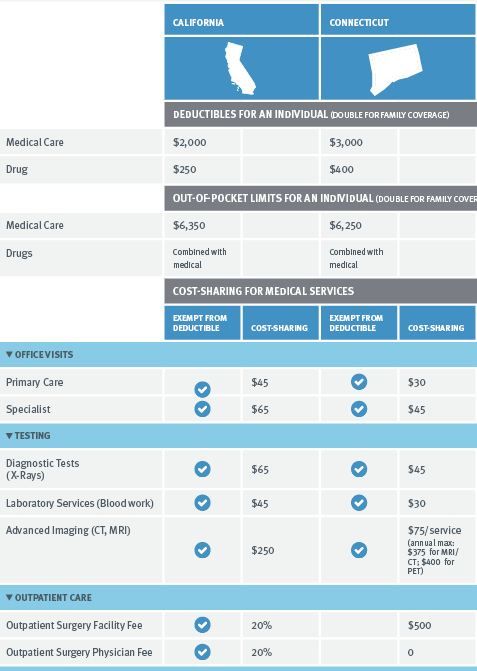 CALIFORNIA CONNECTICUT
DEDUCTIBLES FOR AN INDIVIDUAL (DOUBLE FOR FAMILY COVERAGE)
Medical Care $2,000 $3,000
Drug $250 $400
OUT-OF-POCKET LIMITS FOR AN INDIVIDUAL (DOUBLE FOR FAMILY COVER
Medical Care $6,350 $6,250
Drugs Combined with Combined with
medical medical
COST-SHARING FOR MEDICAL SERVICES
EXEMPT FROM EXEMPT FROM
DEDUCTIBLE COST-SHARING DEDUCTIBLE COST-SHARING
▼ OFFICE VISITS
Primary Care $45 $30
Specialist $65 $45
▼ TESTING
Diagnostic Tests
(X-Rays) $65 $45
Laboratory Services (Blood work) $45 $30
Advanced Imaging (CT, MRI) $250 $75/service
(annual max:
$375 for MRI/
CT; $400 for
PET)
▼ OUTPATIENT CARE
Outpatient Surgery Facility Fee 20% $500
Outpatient Surgery Physician Fee 20% 0